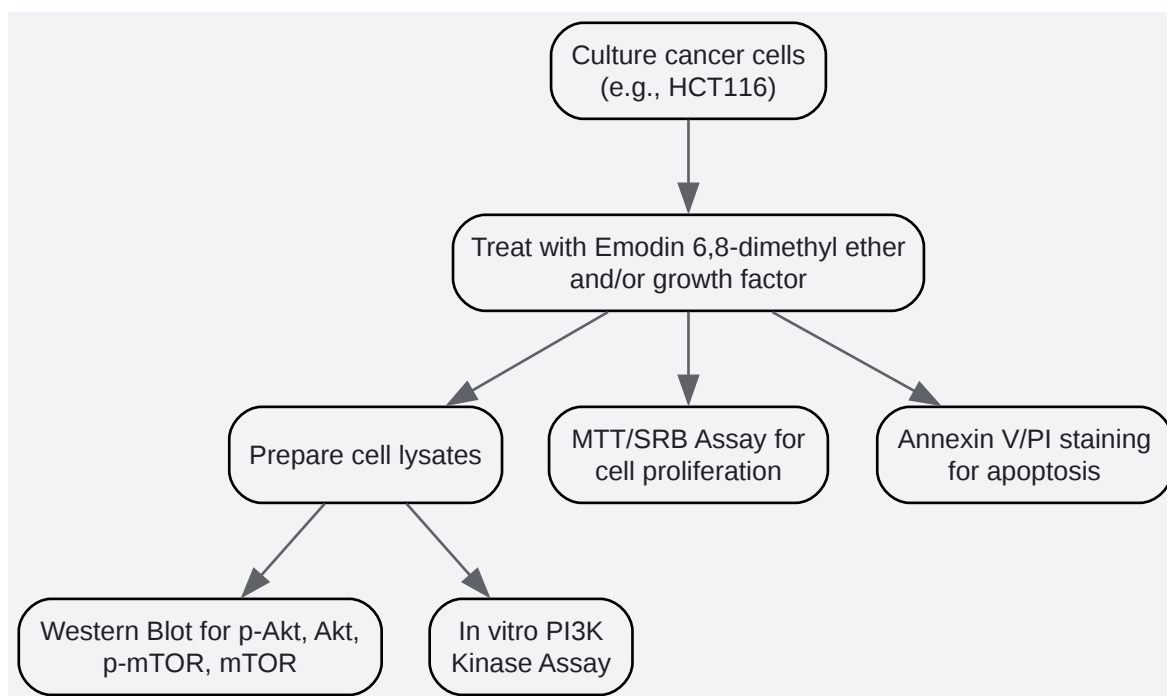 Culture cancer cells
(e.g., HCT116)
Treat with Emodin 6,8-dimethyl ether
and/or growth factor
Prepare cell lysates
MTT/SRB Assay for
cell proliferation
Annexin V/PI staining
for apoptosis
Western Blot for p-Akt, Akt,
p-mTOR, mTOR
In vitro PI3K
Kinase Assay